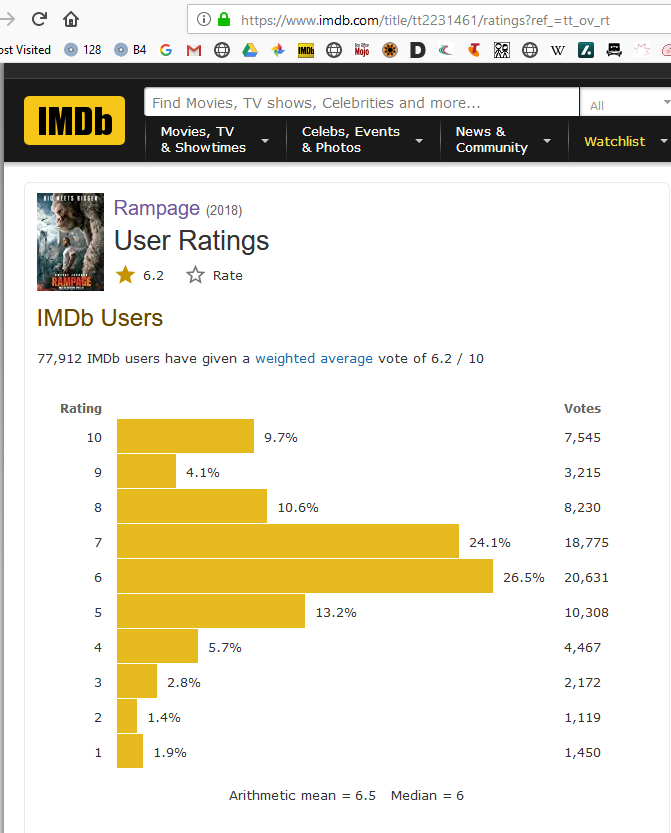 https://www.imdb.com/title/tt2231461/ratings?ref_=tt_ov_rt
ost Visited 128 B4
IMDb
Find Movies, TV shows, Celebrities and more...
All
Movies, TV
& Showtimes
Celebs, Events
& Photos
News &
Community
Watchlist
BIG MEETS BIGGER
RAMPAGE
Rampage (2018)
User Ratings
6.2 Rate
IMDb Users
77,912 IMDb users have given a weighted average vote of 6.2 / 10
Rating Votes
10 9.7% 7,545
9 4.1% 3,215
8 10.6% 8,230
7 24.1% 18,775
6 26.5% 20,631
5 13.2% 10,308
4 5.7% 4,467
3 2.8% 2,172
2 1.4% 1,119
1 1.9% 1,450
Arithmetic mean = 6.5 Median = 6